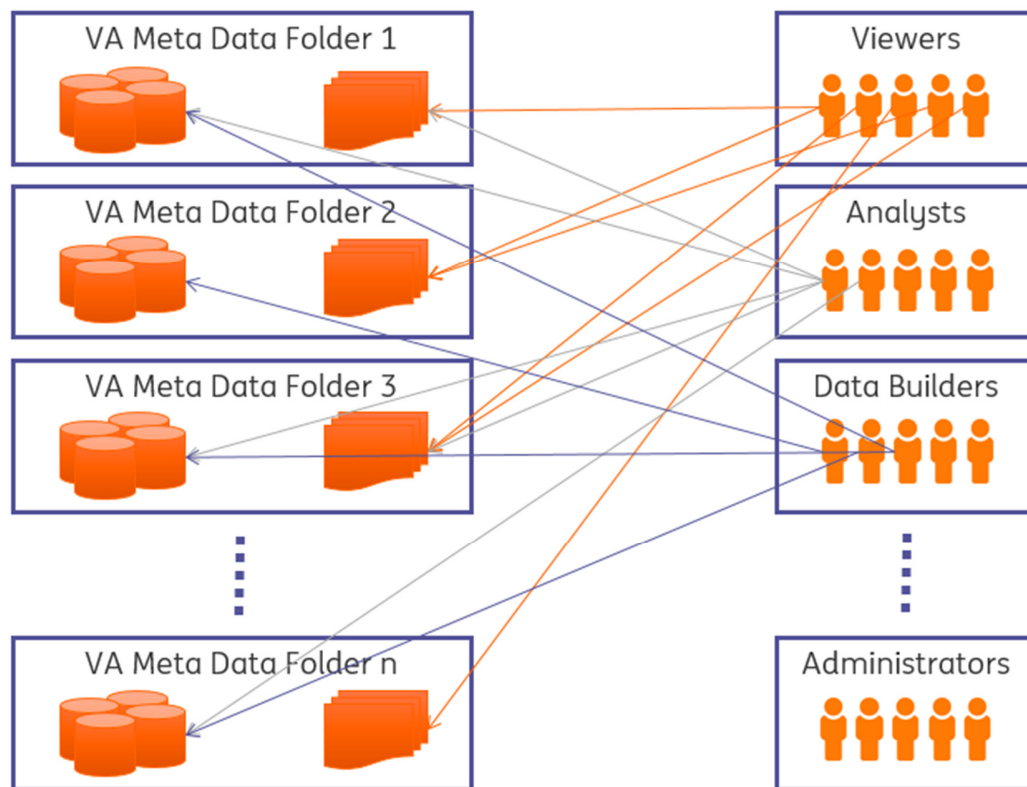 VA Meta Data Folder 1
Viewers
VA Meta Data Folder 2
Analysts
VA Meta Data Folder 3
Data Builders
VA Meta Data Folder n
Administrators